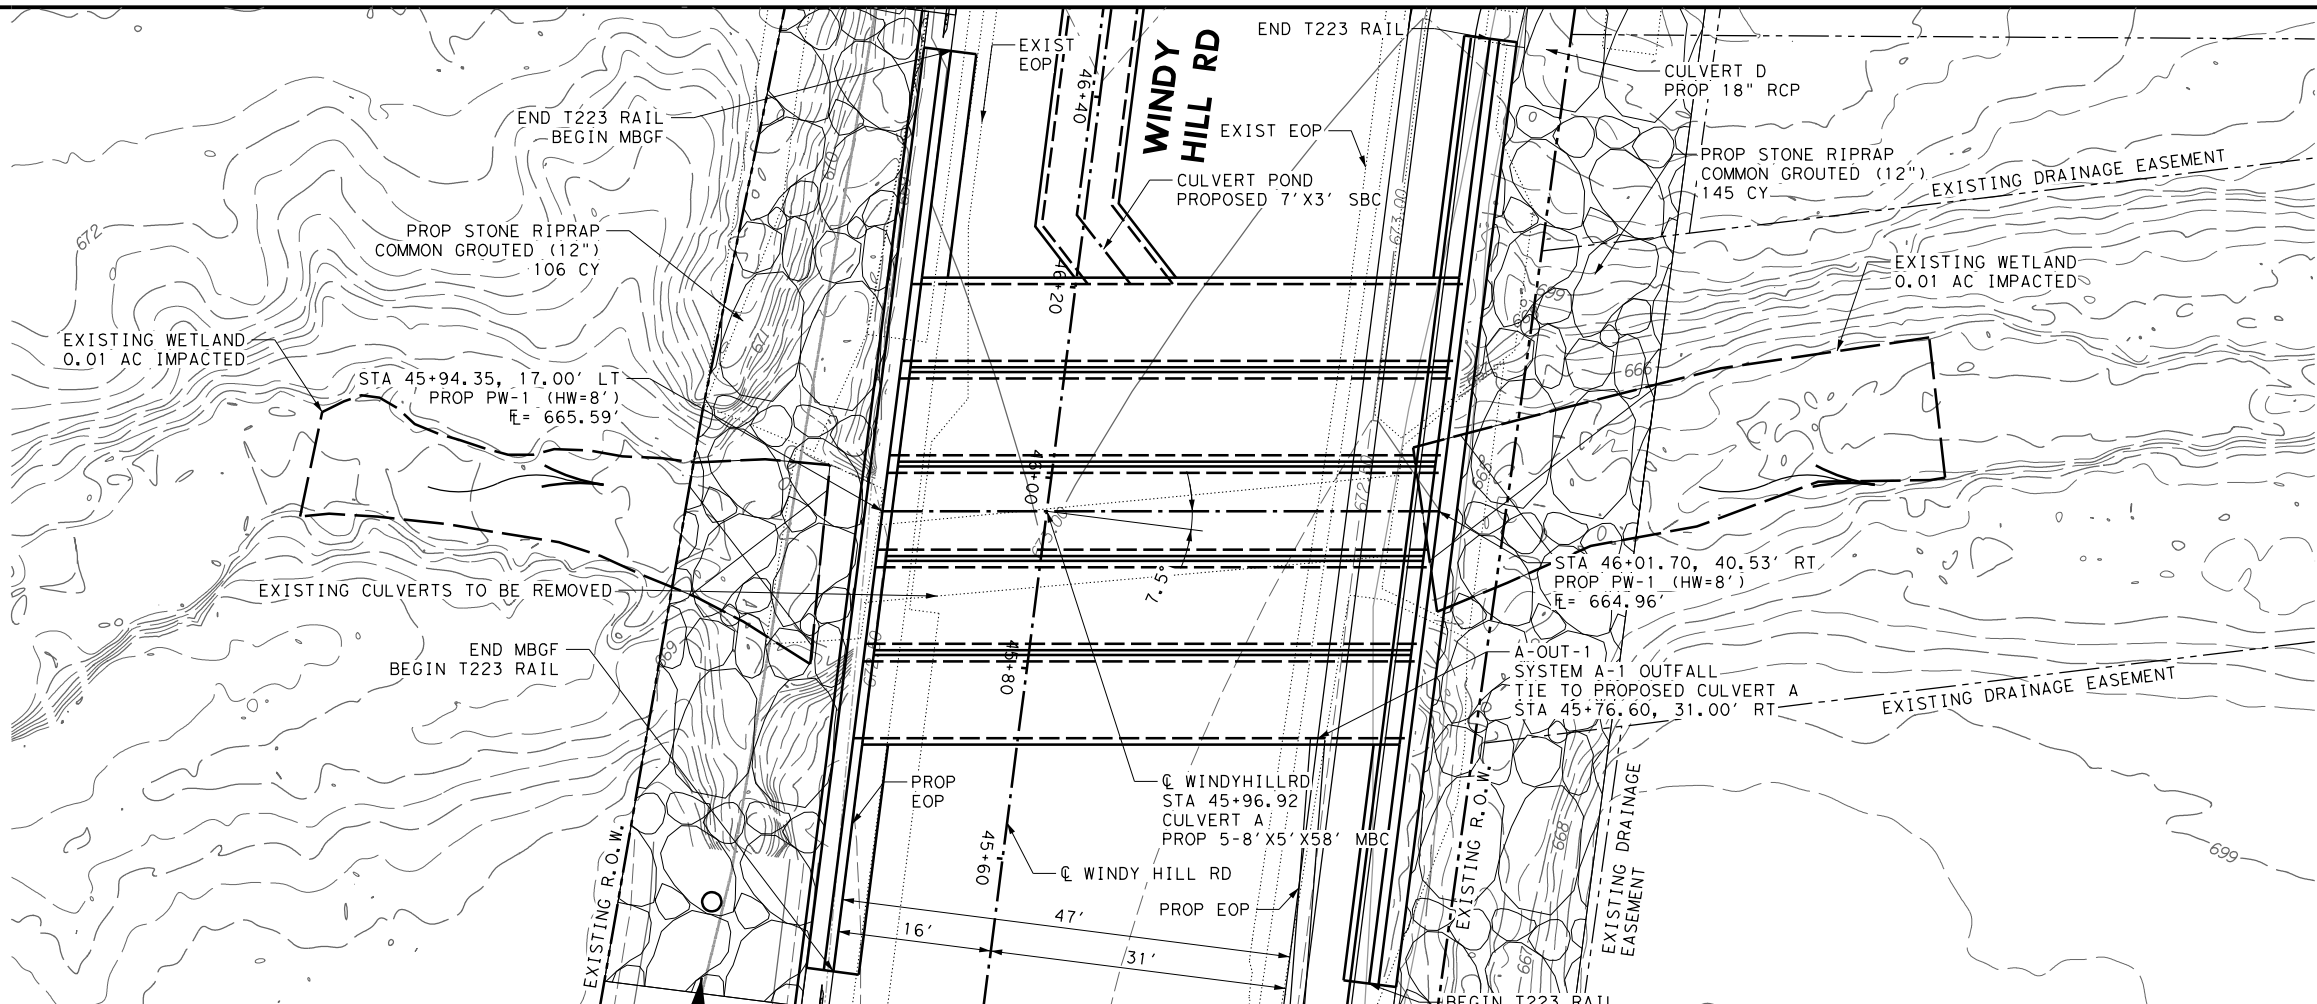 END T223 RAIL
EXIST
EOP
WINDY
HILL RD
46+40
CULVERT D
PROP 18" RCP
END T223 RAIL
BEGIN MBGF
EXIST EOP
PROP STONE RIPRAP
COMMON GROUTED (12")
145 CY
EXISTING DRAINAGE EASEMENT
CULVERT POND
PROPOSED 7'X3' SBC
670
673.00
672
PROP STONE RIPRAP
COMMON GROUTED (12")
106 CY
46+20
EXISTING WETLAND
0.01 AC IMPACTED
699
671
EXISTING WETLAND
0.01 AC IMPACTED
666
STA 45+94.35, 17.00' LT
PROP PW-1 (HW=8')
FL= 665.59'
46+00
7.5°
STA 46+01.70, 40.53' RT
PROP PW-1 (HW=8')
FL= 664.96'
EXISTING CULVERTS TO BE REMOVED
END MBGF
BEGIN T223 RAIL
669
45+80
A-OUT-1
SYSTEM A-1 OUTFALL
TIE TO PROPOSED CULVERT A
STA 45+76.60, 31.00' RT
EXISTING DRAINAGE EASEMENT
PROP
EOP
℄ WINDYHILLRD
STA 45+96.92
CULVERT A
PROP 5-8'X5'X58' MBC
45+60
℄ WINDY HILL RD
PROP EOP
EXISTING R.O.W.
EXISTING R.O.W.
EXISTING DRAINAGE
EASEMENT
668
699
667
47'
16'
31'
BEGIN T223 RAIL